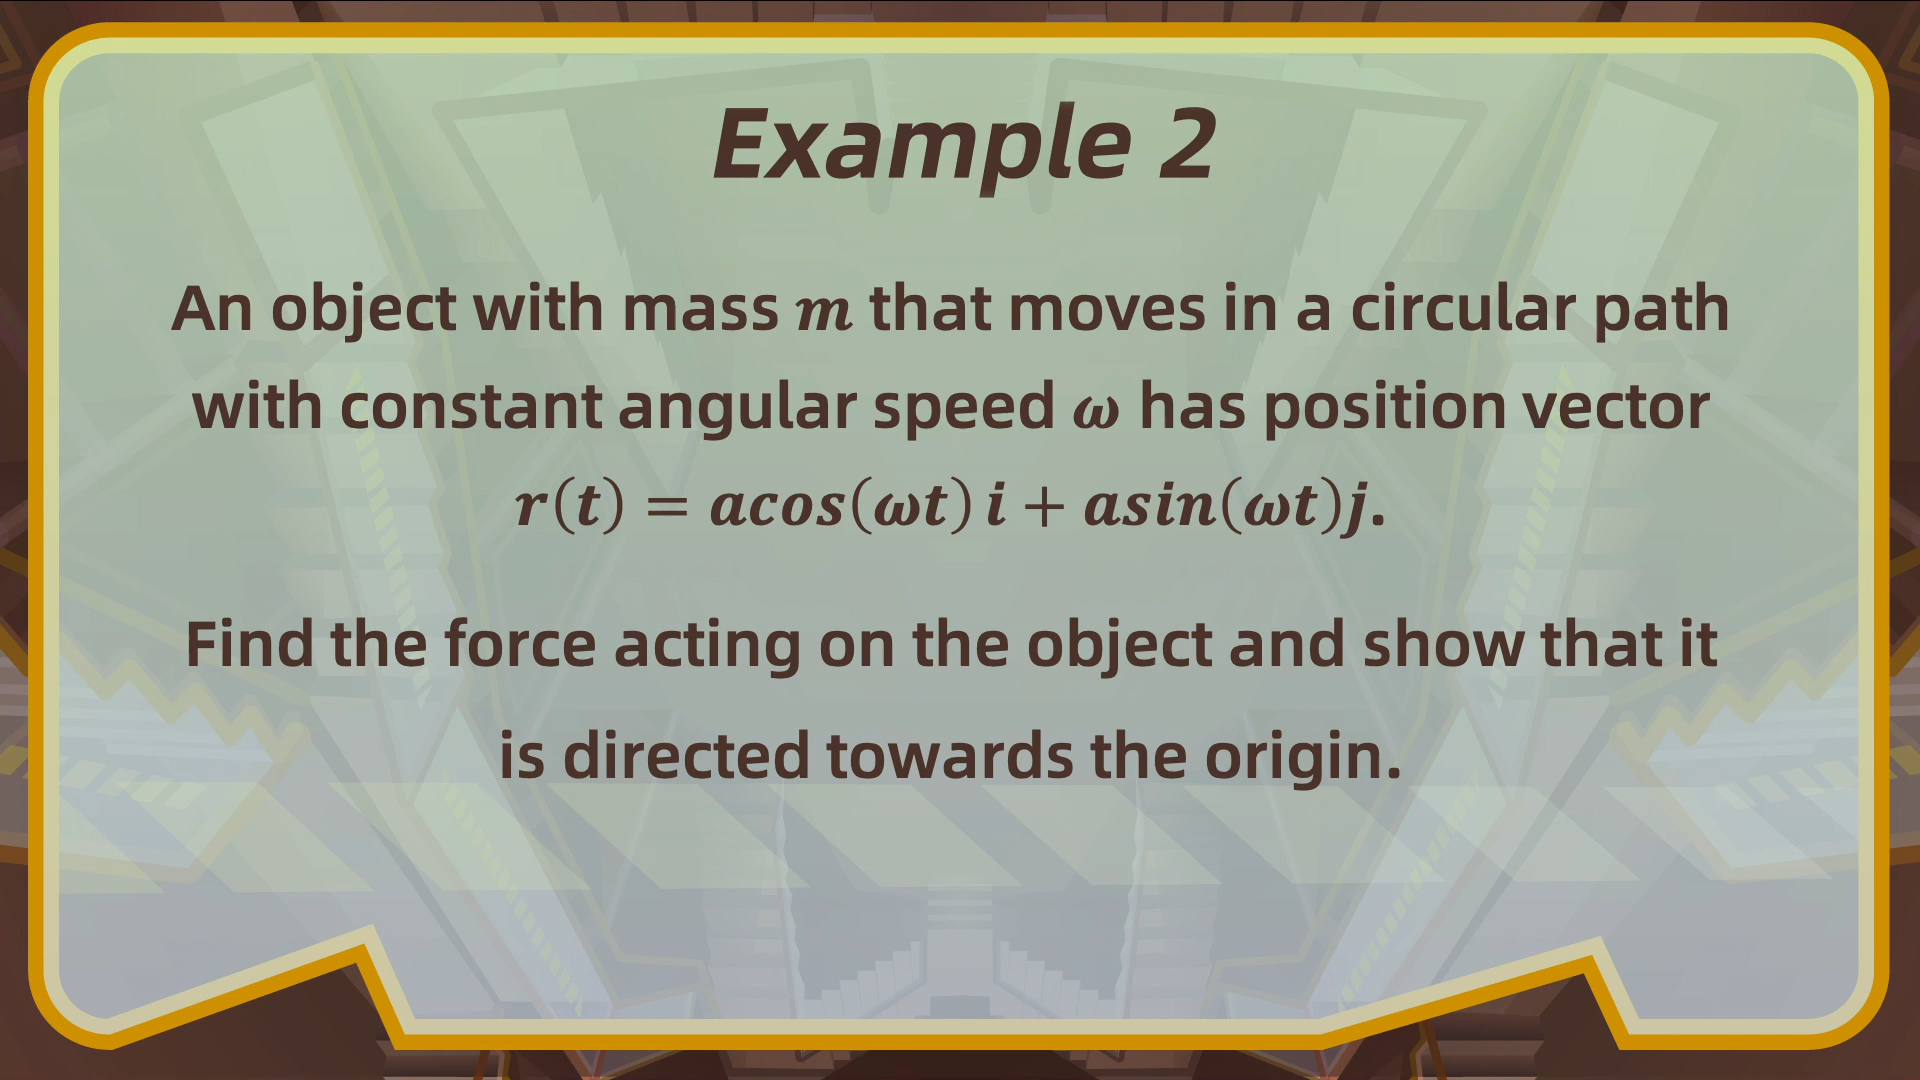 Example 2
An object with mass m that moves in a circular path
with constant angular speed ω has position vector
r(t) = acos(ωt) i + asin(ωt)j.
Find the force acting on the object and show that it
is directed towards the origin.